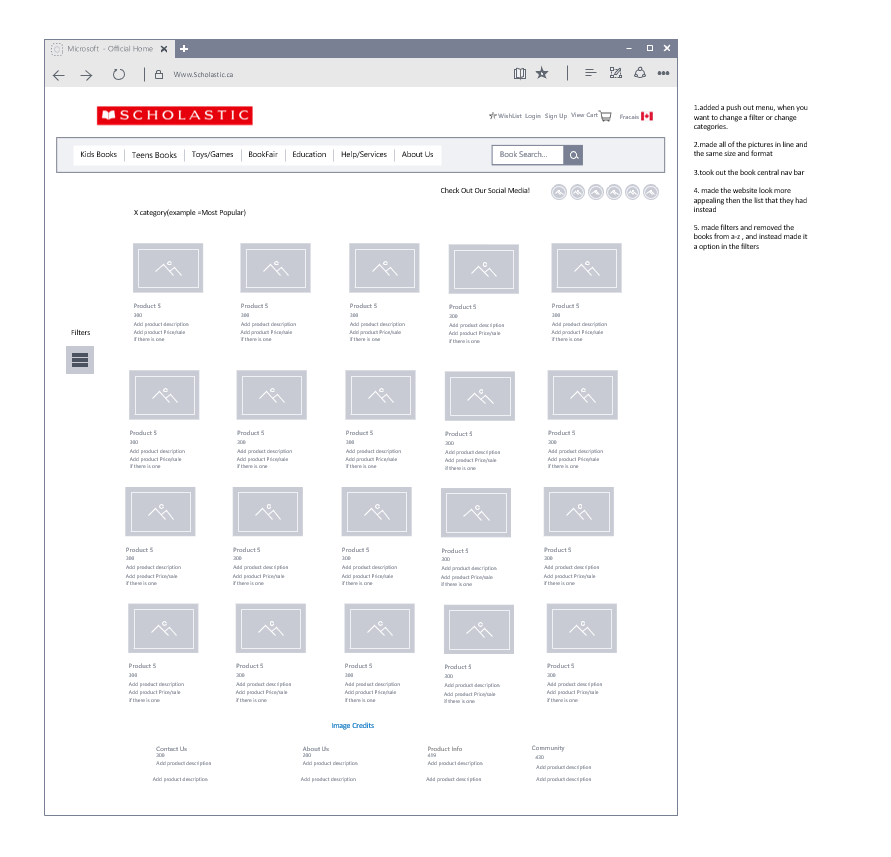 Microsoft - Official Home
Www.Scholastic.ca
SCHOLASTIC
WishList Login Sign Up View Cart Fracais
Kids Books Teens Books Toys/Games BookFair Education Help/Services About Us Book Search...
Check Out Our Social Media!
X category(example =Most Popular)
Product 5 Product 5 Product 5 Product 5 Product 5
300 300 300 300 300
Add product description Add product description Add product description Add product description Add product description
Add product Price/sale Add product Price/sale Add product Price/sale Add product Price/sale Add product Price/sale
if there is one if there is one if there is one if there is one if there is one
Filters
Product 5 Product 5 Product 5 Product 5 Product 5
300 300 300 300 300
Add product description Add product description Add product description Add product description Add product description
Add product Price/sale Add product Price/sale Add product Price/sale Add product Price/sale Add product Price/sale
if there is one if there is one if there is one if there is one if there is one
Product 5 Product 5 Product 5 Product 5 Product 5
300 300 300 300 300
Add product description Add product description Add product description Add product description Add product description
Add product Price/sale Add product Price/sale Add product Price/sale Add product Price/sale Add product Price/sale
if there is one if there is one if there is one if there is one if there is one
Product 5 Product 5 Product 5 Product 5 Product 5
300 300 300 300 300
Add product description Add product description Add product description Add product description Add product description
Add product Price/sale Add product Price/sale Add product Price/sale Add product Price/sale Add product Price/sale
if there is one if there is one if there is one if there is one if there is one
Image Credits
Contact Us About Us Product Info Community
Add product description Add product description Add product description Add product description
Add product description Add product description Add product description Add product description
1.added a push out menu, when you
want to change a filter or change
categories.
2.made all of the pictures in line and
the same size and format
3.took out the book central nav bar
4. made the website look more
appealing then the list that they had
instead
5. made filters and removed the
books from a-z , and instead made it
a option in the filters